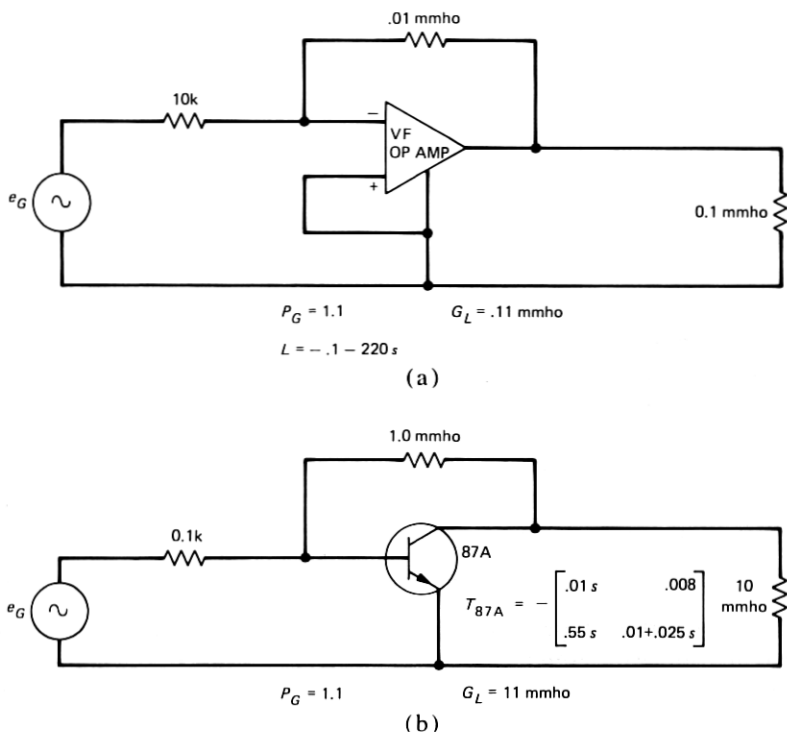 .01 mmho
10k
−
VF
OP AMP
+
e_G
0.1 mmho
P_G = 1.1 G_L = .11 mmho
L = − .1 − 220 s
(a)
1.0 mmho
0.1k
87A
e_G
T_87A = − [ .01 s .008
.55 s .01+.025 s ]
10
mmho
P_G = 1.1 G_L = 11 mmho
(b)